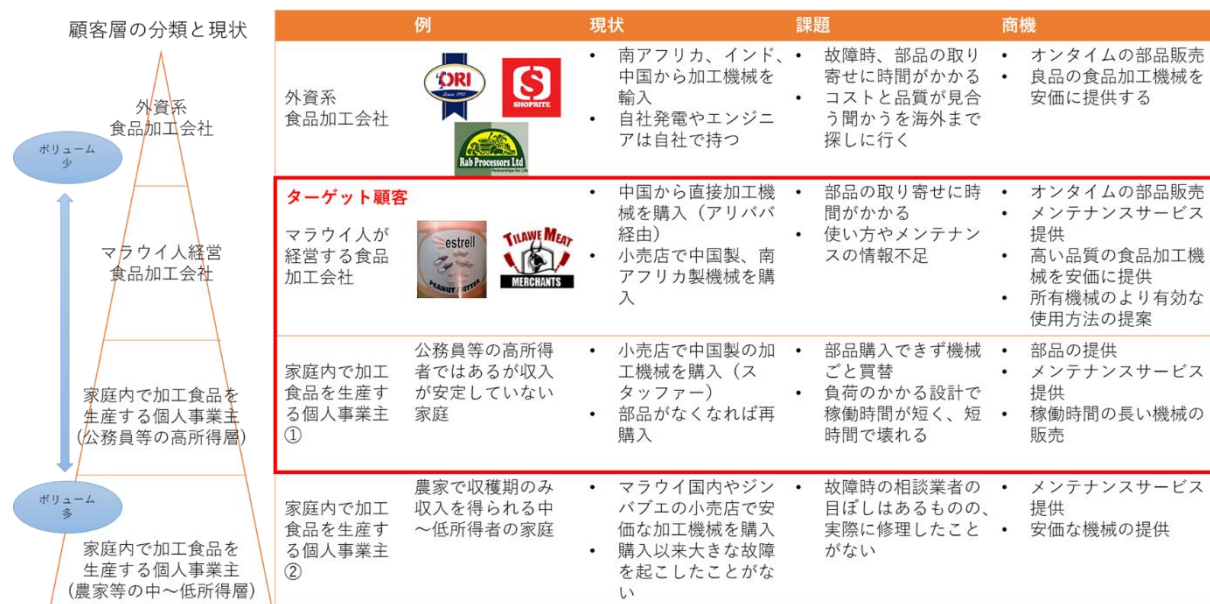 顧客層の分類と現状
外資系
食品加工会社
ボリューム
少
マラウイ人経営
食品加工会社
家庭内で加工食品を
生産する個人事業主
(公務員等の高所得層)
ボリューム
多
家庭内で加工食品を
生産する個人事業主
(農家等の中~低所得層)
例
現状
課題
商機
外資系
食品加工会社
ORI
Since 1992
S
SHOPRITE
Rab Processors Ltd
Partnerships for Life
• 南アフリカ、インド、
中国から加工機械を
輸入
• 自社発電やエンジニ
アは自社で持つ
• 故障時、部品の取り
寄せに時間がかかる
• コストと品質が見合
う聞かうを海外まで
探しに行く
• オンタイムの部品販売
• 良品の食品加工機械を
安価に提供する
ターゲット顧客
マラウイ人が
経営する食品
加工会社
estrell
PEANUT BUTTER
TILAWE MEAT
MERCHANTS
• 中国から直接加工機
械を購入(アリババ
経由)
• 小売店で中国製、南
アフリカ製機械を購
入
• 部品の取り寄せに時
間がかかる
• 使い方やメンテナン
スの情報不足
• オンタイムの部品販売
• メンテナンスサービス
提供
• 高い品質の食品加工機
械を安価に提供
• 所有機械のより有効な
使用方法の提案
家庭内で加工
食品を生産す
る個人事業主
①
公務員等の高所得
者ではあるが収入
が安定していない
家庭
• 小売店で中国製の加
工機械を購入(ス
タッファー)
• 部品がなくなれば再
購入
• 部品購入できず機械
ごと買替
• 負荷のかかる設計で
稼働時間が短く、短
時間で壊れる
• 部品の提供
• メンテナンスサービス
提供
• 稼働時間の長い機械の
販売
家庭内で加工
食品を生産す
る個人事業主
②
農家で収穫期のみ
収入を得られる中
~低所得者の家庭
• マラウイ国内やジン
バブエの小売店で安
価な加工機械を購入
• 購入以来大きな故障
を起こしたことがな
い
• 故障時の相談業者の
目ぼしはあるものの、
実際に修理したこと
がない
• メンテナンスサービス
提供
• 安価な機械の提供